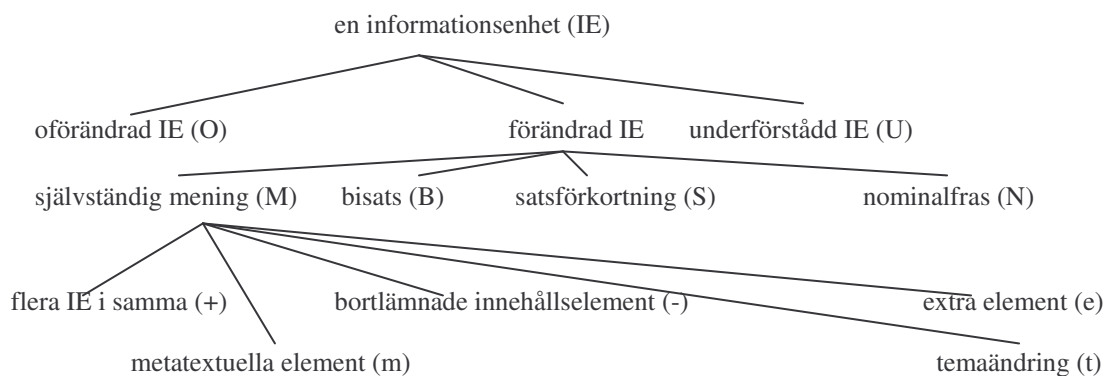 en informationsenhet (IE)
oförändrad IE (O) förändrad IE underförstådd IE (U)
självständig mening (M) bisats (B) satsförkortning (S) nominalfras (N)
flera IE i samma (+) bortlämnade innehållselement (-) extra element (e)
metatextuella element (m) temaändring (t)